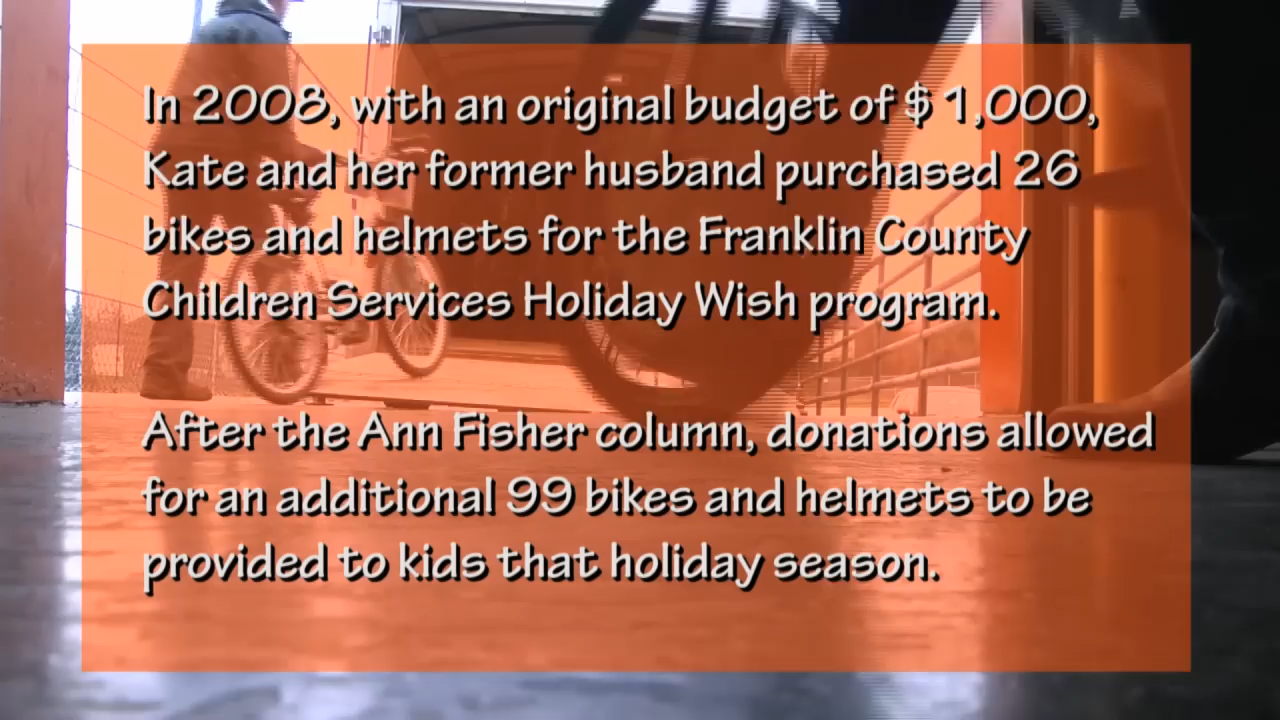 In 2008, with an original budget of $1,000,
Kate and her former husband purchased 26
bikes and helmets for the Franklin County
Children Services Holiday Wish program.
After the Ann Fisher column, donations allowed
for an additional 99 bikes and helmets to be
provided to kids that holiday season.